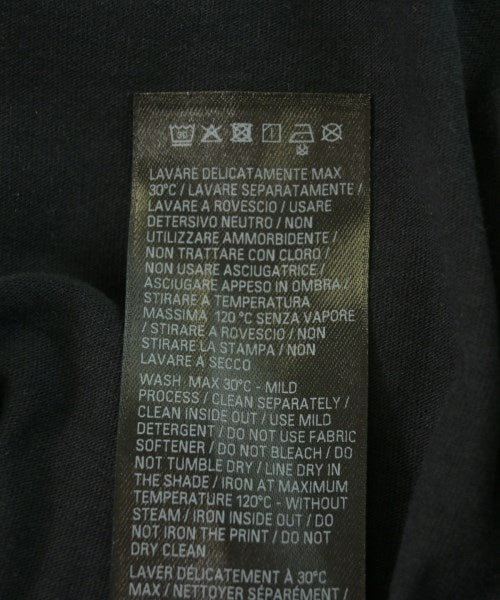 LAVARE DELICATAMENTE MAX
30°C / LAVARE SEPARATAMENTE /
LAVARE A ROVESCIO / USARE
DETERSIVO NEUTRO / NON
UTILIZZARE AMMORBIDENTE /
NON TRATTARE CON CLORO /
NON USARE ASCIUGATRICE /
ASCIUGARE APPESO IN OMBRA /
STIRARE A TEMPERATURA
MASSIMA 120 °C SENZA VAPORE
/ STIRARE A ROVESCIO / NON
STIRARE LA STAMPA / NON
LAVARE A SECCO
WASH MAX 30°C - MILD
PROCESS / CLEAN SEPARATELY /
CLEAN INSIDE OUT / USE MILD
DETERGENT / DO NOT USE FABRIC
SOFTENER / DO NOT BLEACH / DO
NOT TUMBLE DRY / LINE DRY IN
THE SHADE / IRON AT MAXIMUM
TEMPERATURE 120°C - WITHOUT
STEAM / IRON INSIDE OUT / DO
NOT IRON THE PRINT / DO NOT
DRY CLEAN
LAVER DÉLICATEMENT À 30°C
MAX / NETTOYER SÉPARÉMENT /